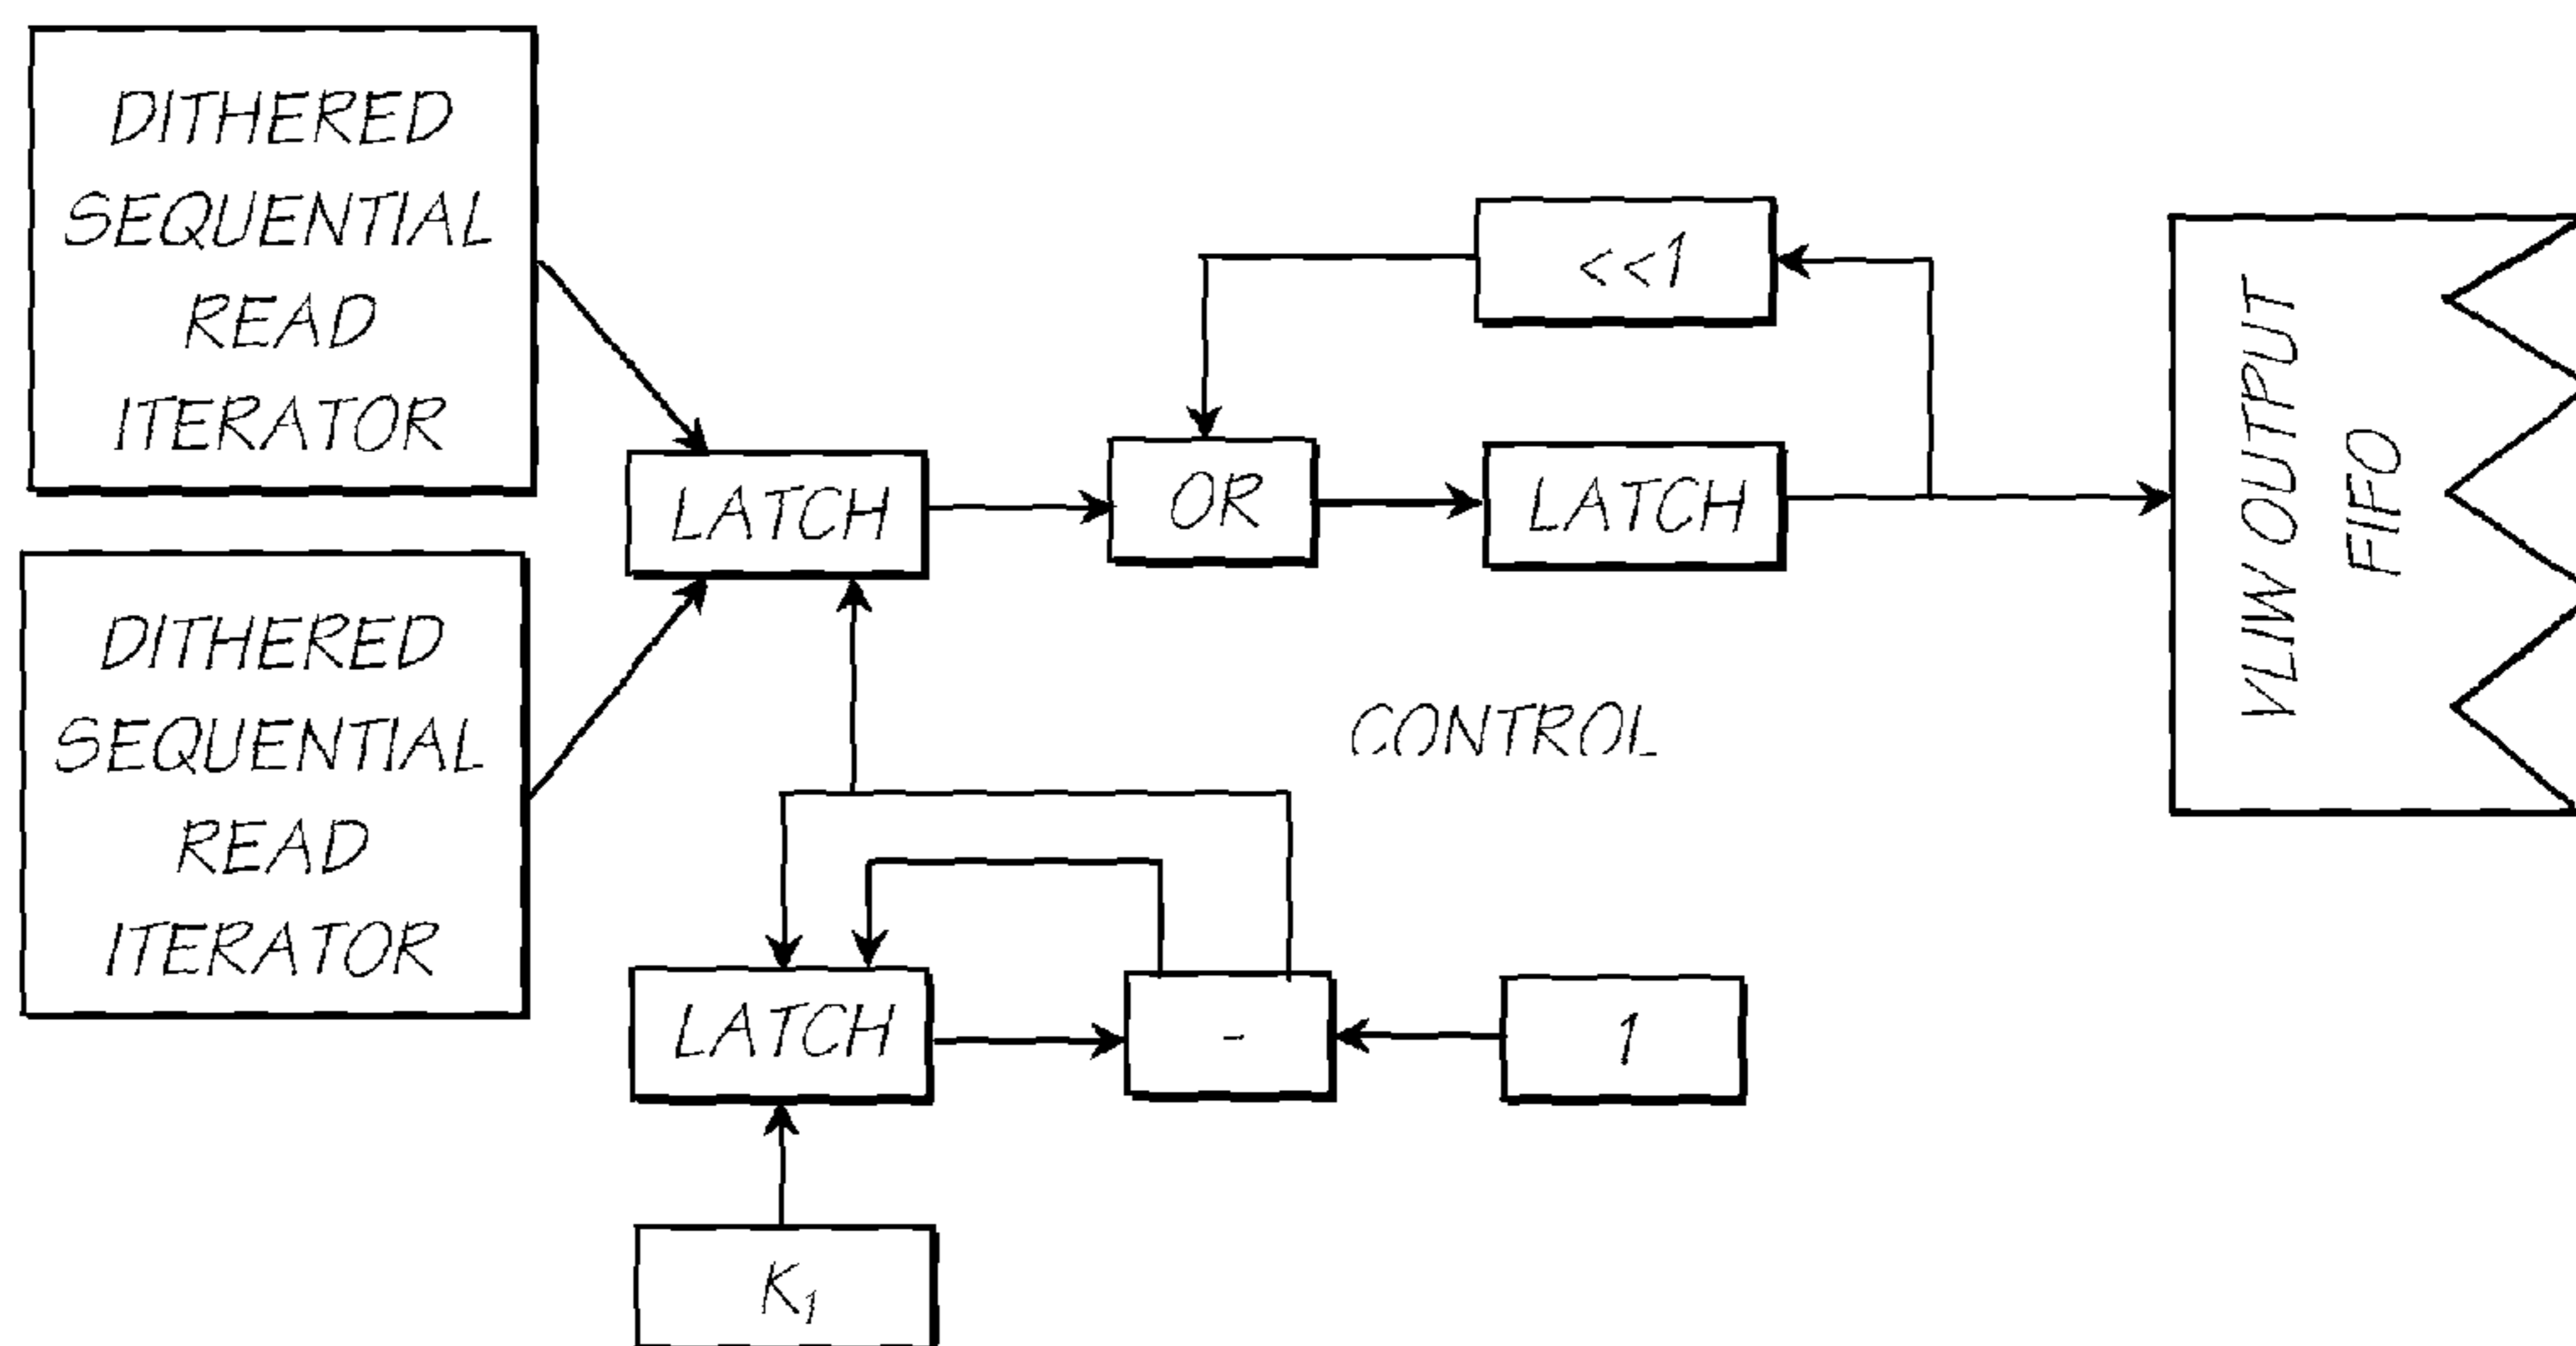 DITHERED
SEQUENTIAL
READ
ITERATOR
DITHERED
SEQUENTIAL
READ
ITERATOR
LATCH
OR
<<1
LATCH
VLIW OUTPUT
FIFO
CONTROL
LATCH
-
1
K₁